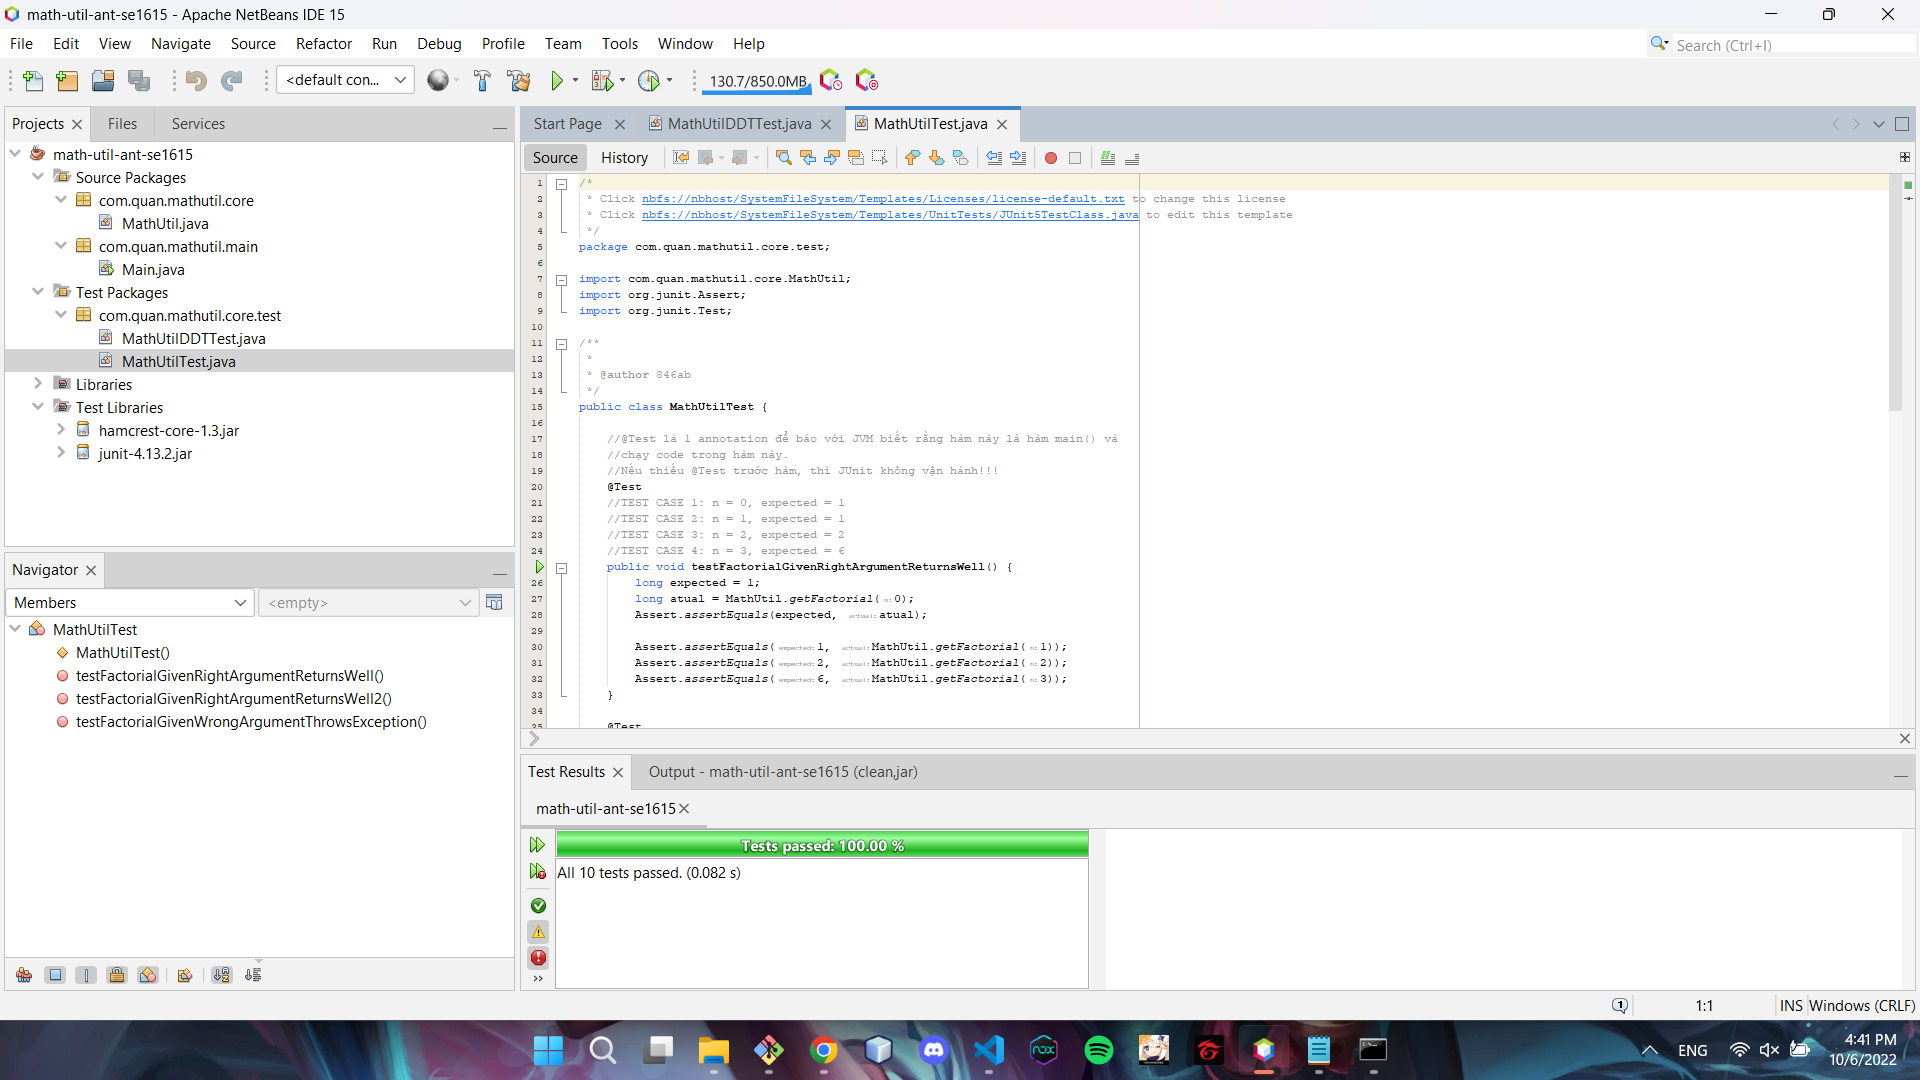 math-util-ant-se1615 - Apache NetBeans IDE 15
File Edit View Navigate Source Refactor Run Debug Profile Team Tools Window Help
Search (Ctrl+I)
<default con...
130.7/850.0MB
Projects
Files
Services
math-util-ant-se1615
Source Packages
com.quan.mathutil.core
MathUtil.java
com.quan.mathutil.main
Main.java
Test Packages
com.quan.mathutil.core.test
MathUtilDDTTest.java
MathUtilTest.java
Libraries
Test Libraries
hamcrest-core-1.3.jar
junit-4.13.2.jar
Navigator
Members
<empty>
MathUtilTest
MathUtilTest()
testFactorialGivenRightArgumentReturnsWell()
testFactorialGivenRightArgumentReturnsWell2()
testFactorialGivenWrongArgumentThrowsException()
Start Page
MathUtilDDTTest.java
MathUtilTest.java
Source History
1 /*
2 * Click nbfs://nbhost/SystemFileSystem/Templates/Licenses/license-default.txt to change this license
3 * Click nbfs://nbhost/SystemFileSystem/Templates/UnitTests/JUnit5TestClass.java to edit this template
4 */
5 package com.quan.mathutil.core.test;
6
7 import com.quan.mathutil.core.MathUtil;
8 import org.junit.Assert;
9 import org.junit.Test;
10
11 /**
12 *
13 * @author 846ab
14 */
15 public class MathUtilTest {
16
17 //@Test là 1 annotation để báo với JVM biết rằng hàm này là hàm main() và
18 //chạy code trong hàm này.
19 //Nếu thiếu @Test trước hàm, thì JUnit không vận hành!!!
20 @Test
21 //TEST CASE 1: n = 0, expected = 1
22 //TEST CASE 2: n = 1, expected = 1
23 //TEST CASE 3: n = 2, expected = 2
24 //TEST CASE 4: n = 3, expected = 6
public void testFactorialGivenRightArgumentReturnsWell() {
26 long expected = 1;
27 long atual = MathUtil.getFactorial( n: 0);
28 Assert.assertEquals(expected, actual: atual);
29
30 Assert.assertEquals( expected: 1, actual: MathUtil.getFactorial( n: 1));
31 Assert.assertEquals( expected: 2, actual: MathUtil.getFactorial( n: 2));
32 Assert.assertEquals( expected: 6, actual: MathUtil.getFactorial( n: 3));
33 }
34
35 @Test
Test Results
Output - math-util-ant-se1615 (clean,jar)
math-util-ant-se1615
Tests passed: 100.00 %
All 10 tests passed. (0.082 s)
1:1
INS
Windows (CRLF)
nox
ENG
4:41 PM
10/6/2022